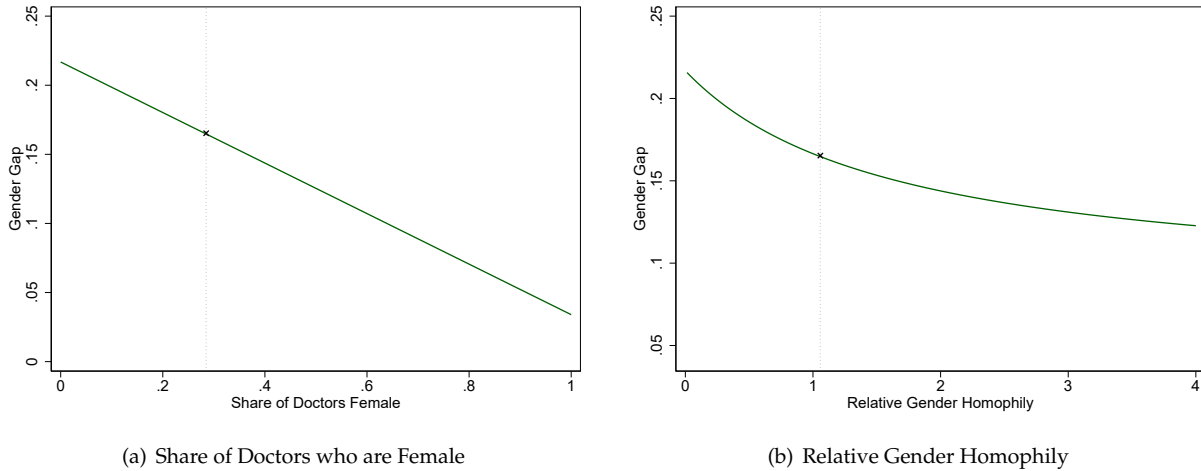 .25
.2
.15
.1
.05
0
Gender Gap
0 .2 .4 .6 .8 1
Share of Doctors Female
(a) Share of Doctors who are Female
.25
.2
.15
.1
.05
Gender Gap
0 1 2 3 4
Relative Gender Homophily
(b) Relative Gender Homophily